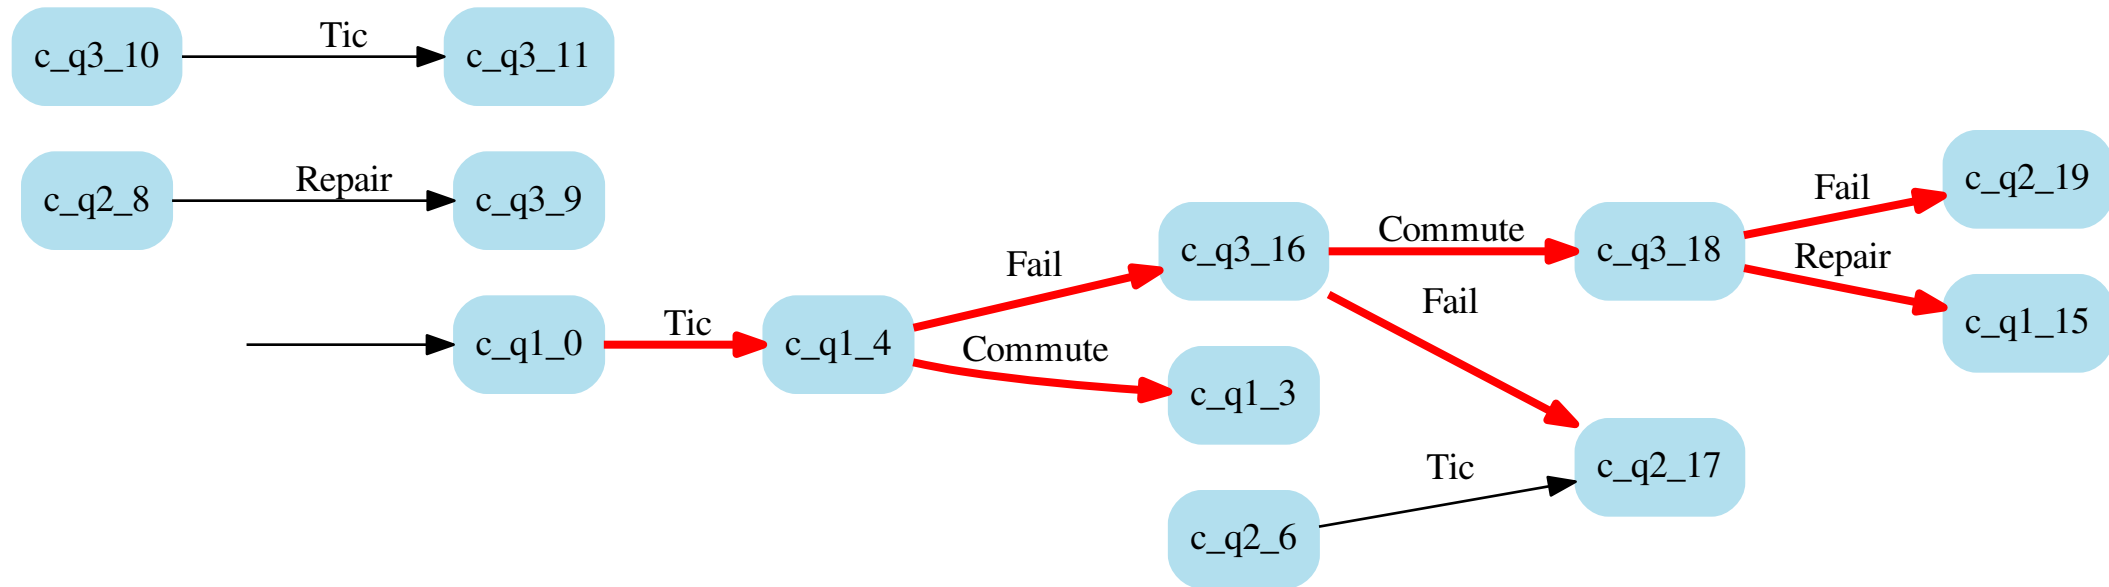 Tic
c_q3_10
c_q3_11
Repair
c_q2_8
c_q3_9
Tic
c_q1_0
c_q1_4
Fail
Commute
c_q3_16
c_q1_3
Commute
Fail
c_q3_18
Fail
Repair
c_q2_19
c_q1_15
Tic
c_q2_17
c_q2_6